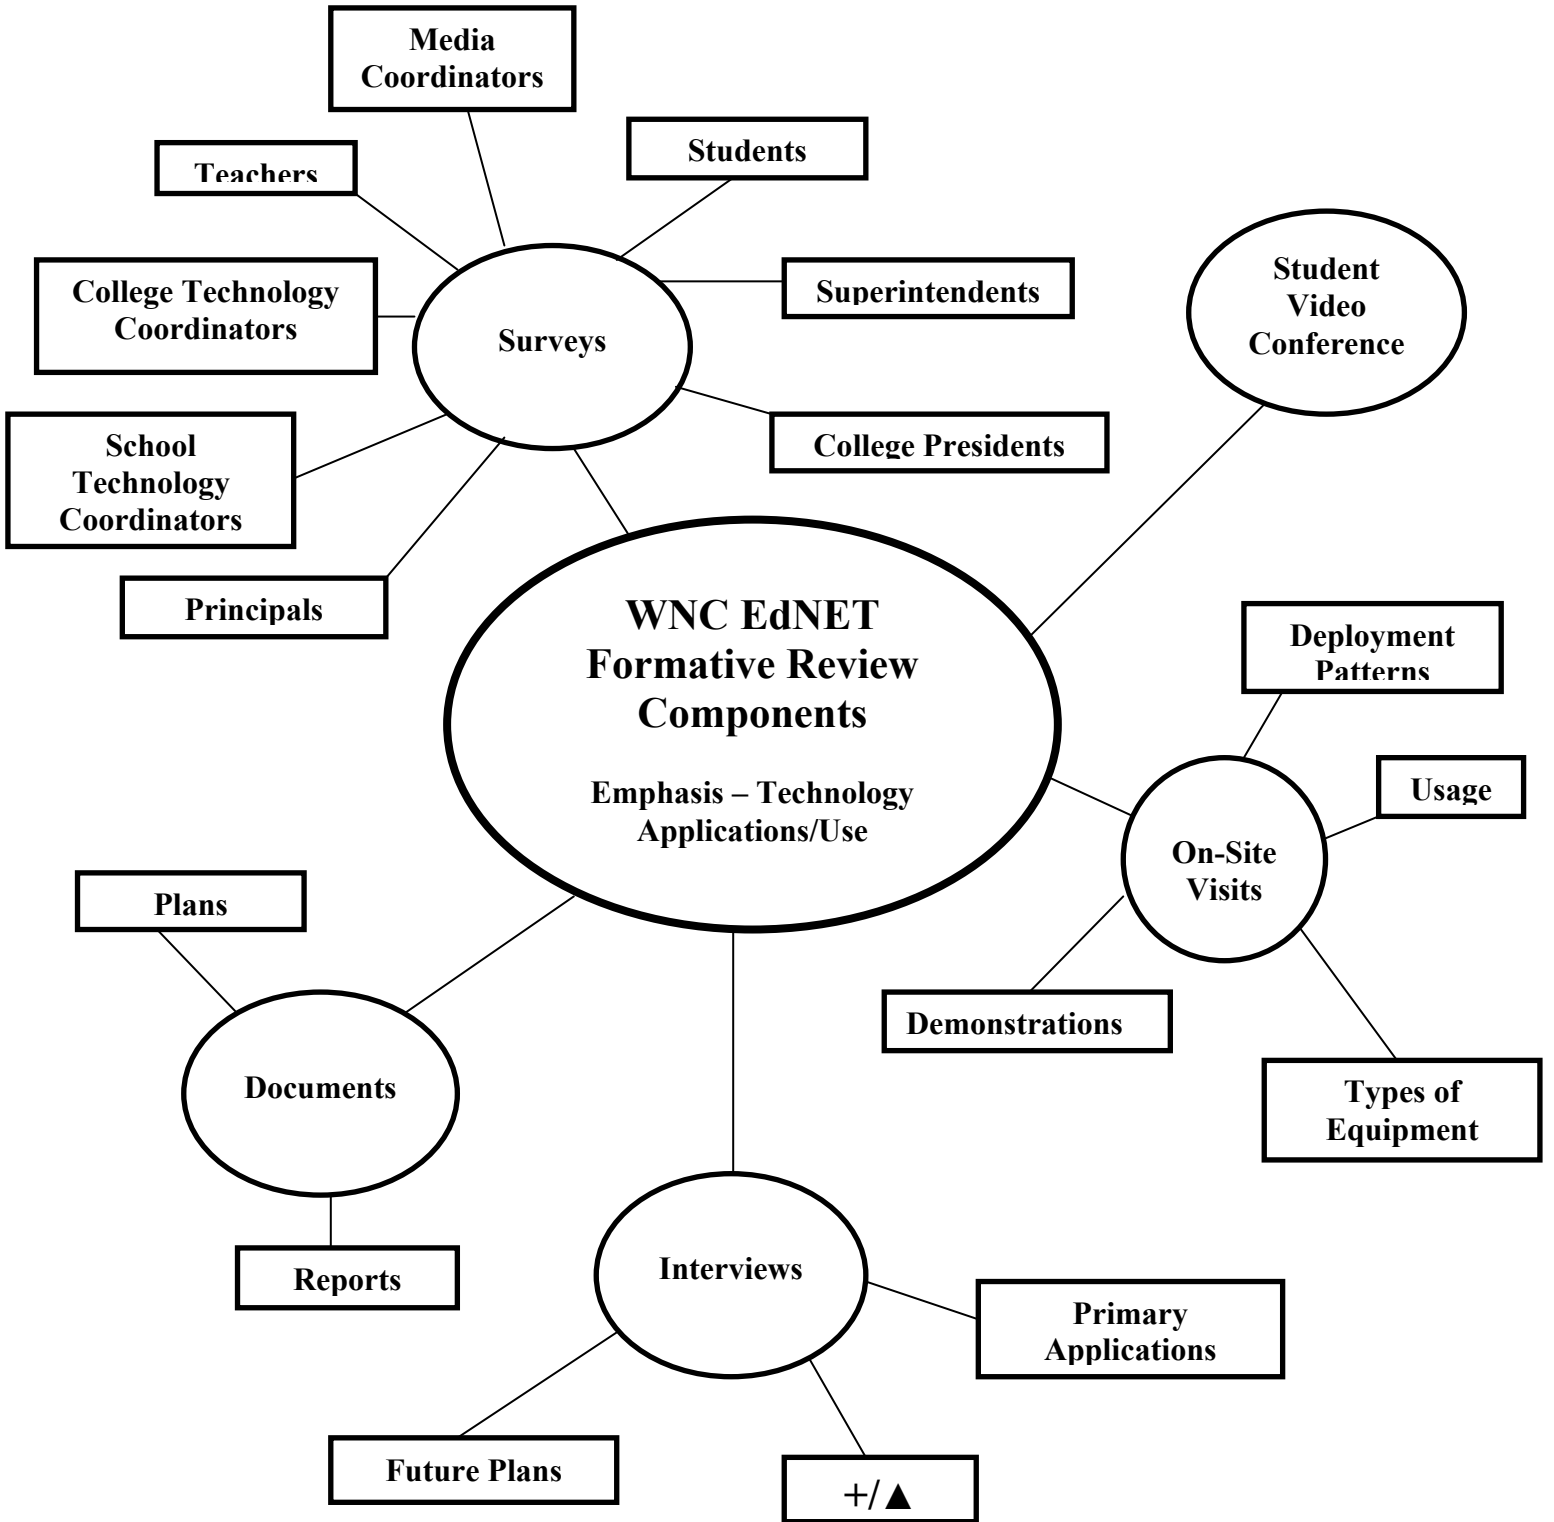 Media
Coordinators
Students
Teachers
College Technology
Coordinators
Superintendents
Surveys
Student
Video
Conference
College Presidents
School
Technology
Coordinators
Principals
WNC EdNET
Formative Review
Components
Emphasis – Technology
Applications/Use
Deployment
Patterns
Usage
On-Site
Visits
Plans
Demonstrations
Documents
Types of
Equipment
Reports
Interviews
Primary
Applications
Future Plans
+/▲